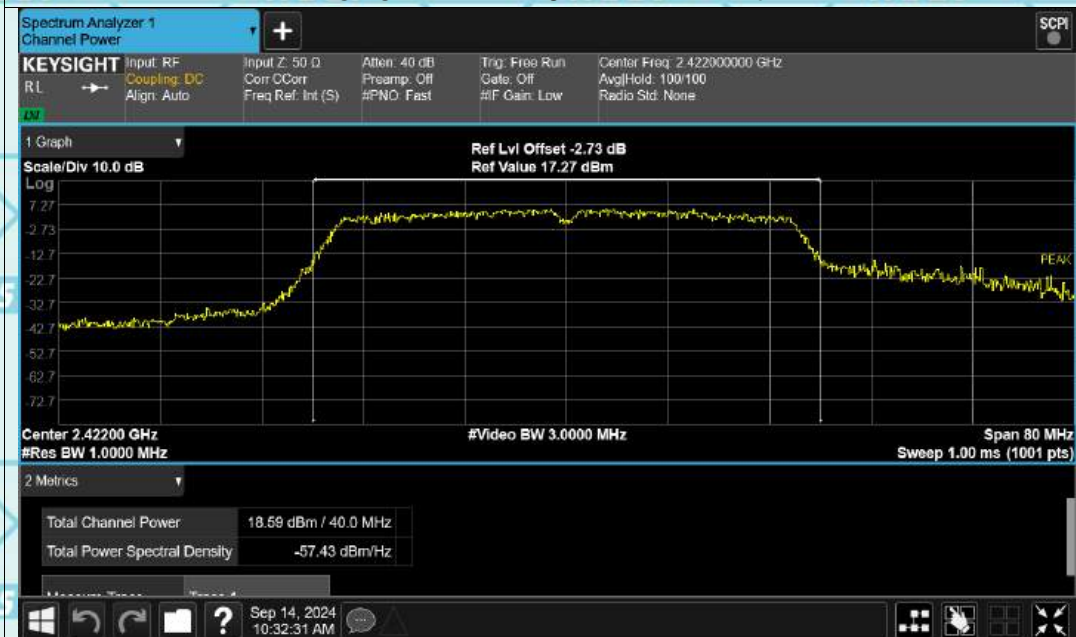 Spectrum Analyzer 1
Channel Power
+
SCPI
KEYSIGHT Input: RF Input Z: 50 Ω Atten: 40 dB Trig: Free Run Center Freq: 2.422000000 GHz
RL Coupling: DC Corr CCorr Preamp: Off Gate: Off Avg|Hold: 100/100
Align: Auto Freq Ref: Int (S) #PNO: Fast #IF Gain: Low Radio Std: None
1 Graph
Ref Lvl Offset -2.73 dB
Scale/Div 10.0 dB Ref Value 17.27 dBm
Log
7.27
-2.73
-12.7
PEAK
-22.7
-32.7
-42.7
-52.7
-62.7
-72.7
Center 2.42200 GHz #Video BW 3.0000 MHz Span 80 MHz
#Res BW 1.0000 MHz Sweep 1.00 ms (1001 pts)
2 Metrics
Total Channel Power 18.59 dBm / 40.0 MHz
Total Power Spectral Density -57.43 dBm/Hz
?
Sep 14, 2024
10:32:31 AM